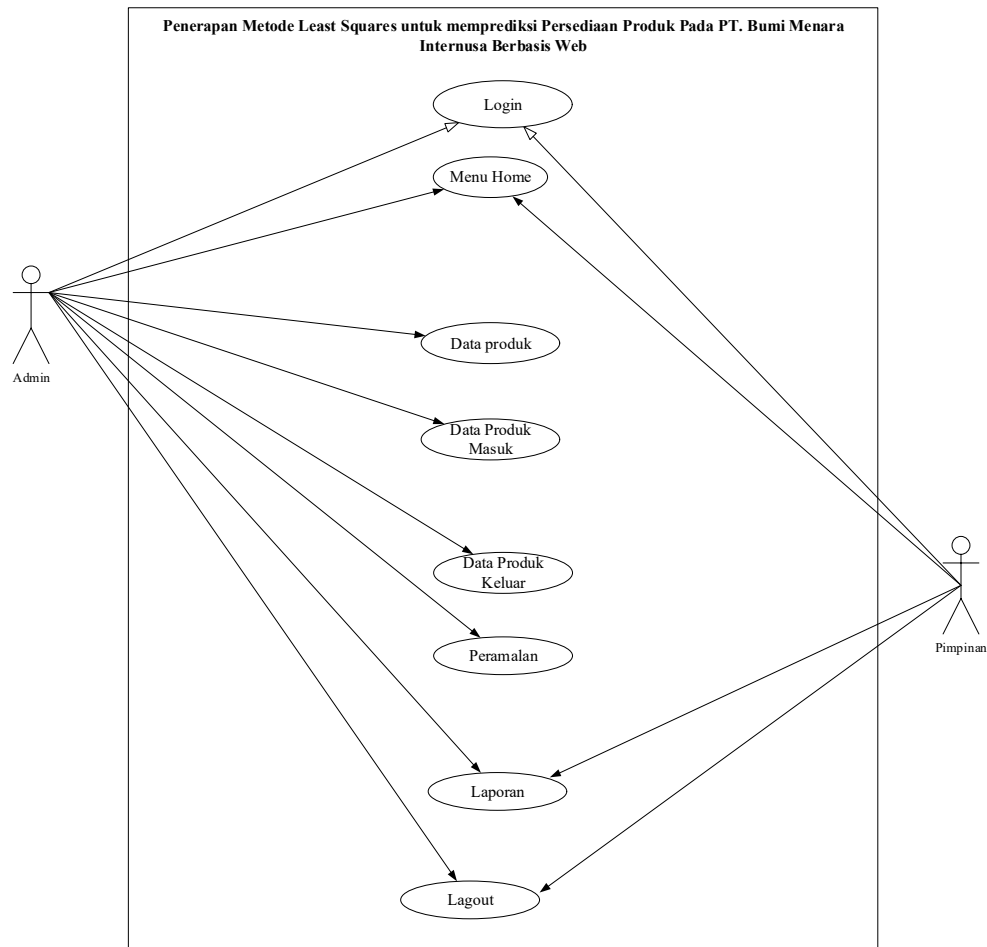 Penerapan Metode Least Squares untuk memprediksi Persediaan Produk Pada PT. Bumi Menara
Internusa Berbasis Web
Login
Menu Home
Admin
Data produk
Data Produk
Masuk
Data Produk
Keluar
Peramalan
Pimpinan
Laporan
Lagout